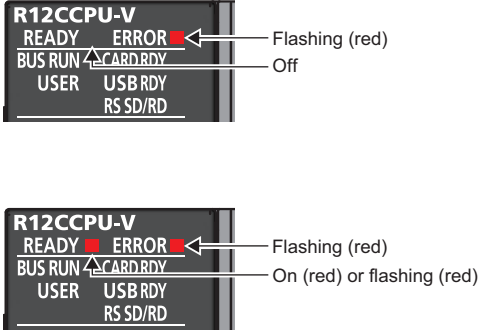 R12CCPU-V
READY ERROR Flashing (red)
BUS RUN CARD RDY Off
USER USB RDY
RS SD/RD
R12CCPU-V
READY ERROR Flashing (red)
BUS RUN CARD RDY On (red) or flashing (red)
USER USB RDY
RS SD/RD